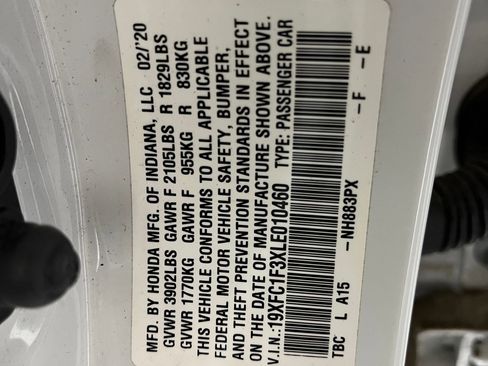 MFD. BY HONDA MFG. OF INDIANA, LLC 02/'20
GVWR 3902LBS GAWR F 2105LBS R 1829LBS
GVWR 1770KG GAWR F 955KG R 830KG
THIS VEHICLE CONFORMS TO ALL APPLICABLE
FEDERAL MOTOR VEHICLE SAFETY, BUMPER,
AND THEFT PREVENTION STANDARDS IN EFFECT
ON THE DATE OF MANUFACTURE SHOWN ABOVE.
V.I.N.:19XFC1F3XLE010460 TYPE: PASSENGER CAR
-NH883PX -F -E
TBC L A15